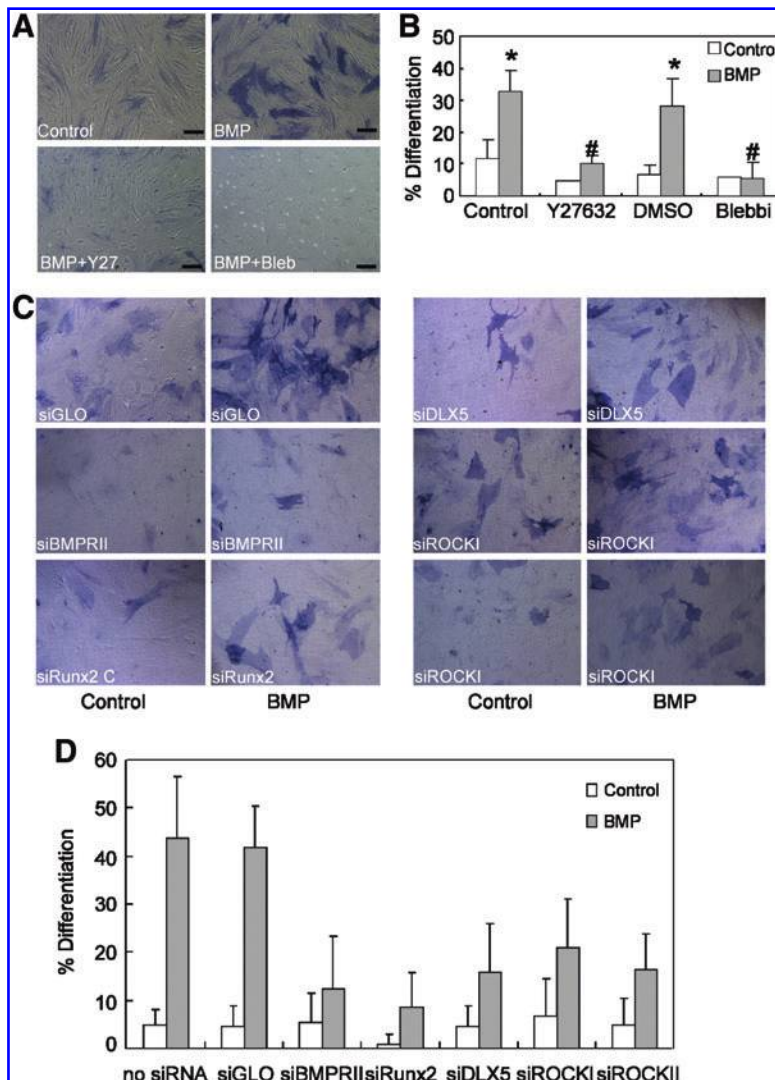 A
Control
BMP
BMP+Y27
BMP+Bleb
B
50
40
30
20
10
0
% Differentiation
Control
BMP
*
#
*
#
Control Y27632 DMSO Blebbi
C
siGLO
siGLO
siDLX5
siDLX5
siBMPRII
siBMPRII
siROCKI
siROCKI
siRunx2 C
siRunx2
siROCKI
siROCKI
Control BMP Control BMP
D
60
50
40
30
20
10
0
% Differentiation
Control
BMP
no siRNA siGLO siBMPRII siRunx2 siDLX5 siROCKI siROCKII